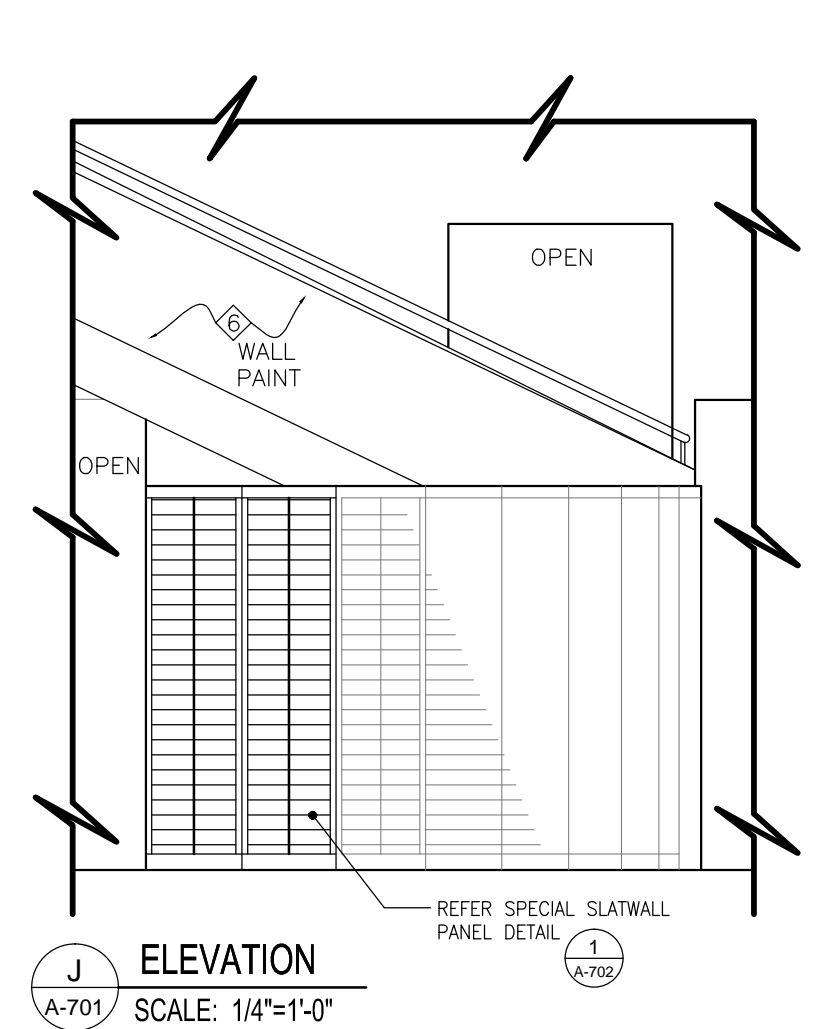 OPEN
6
WALL
PAINT
OPEN
REFER SPECIAL SLATWALL
PANEL DETAIL
1
A-702
J
A-701
ELEVATION
SCALE: 1/4"=1'-0"